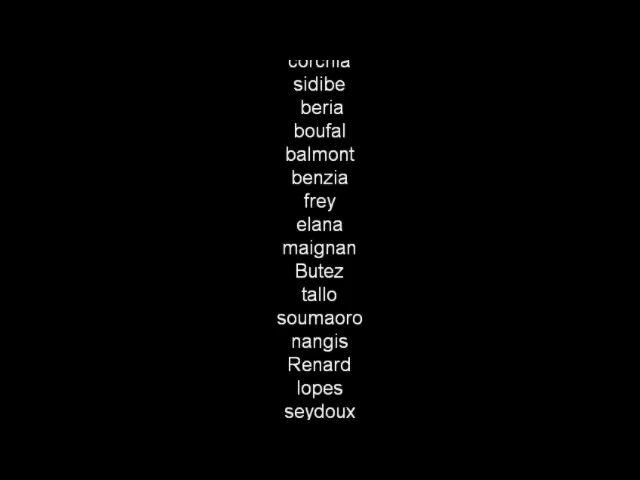 corchia
sidibe
beria
boufal
balmont
benzia
frey
elana
maignan
Butez
tallo
soumaoro
nangis
Renard
lopes
seydoux